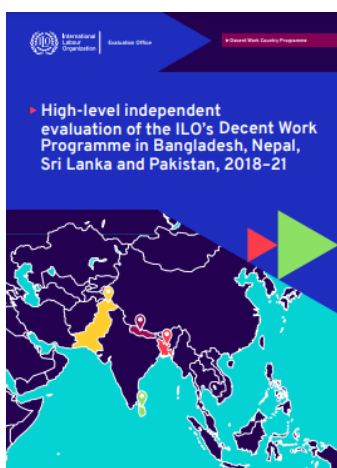 International
Labour
Organization
Evaluation Office
▸ Decent Work Country Programme
▸ High-level independent
evaluation of the ILO's Decent Work
Programme in Bangladesh, Nepal,
Sri Lanka and Pakistan, 2018–21